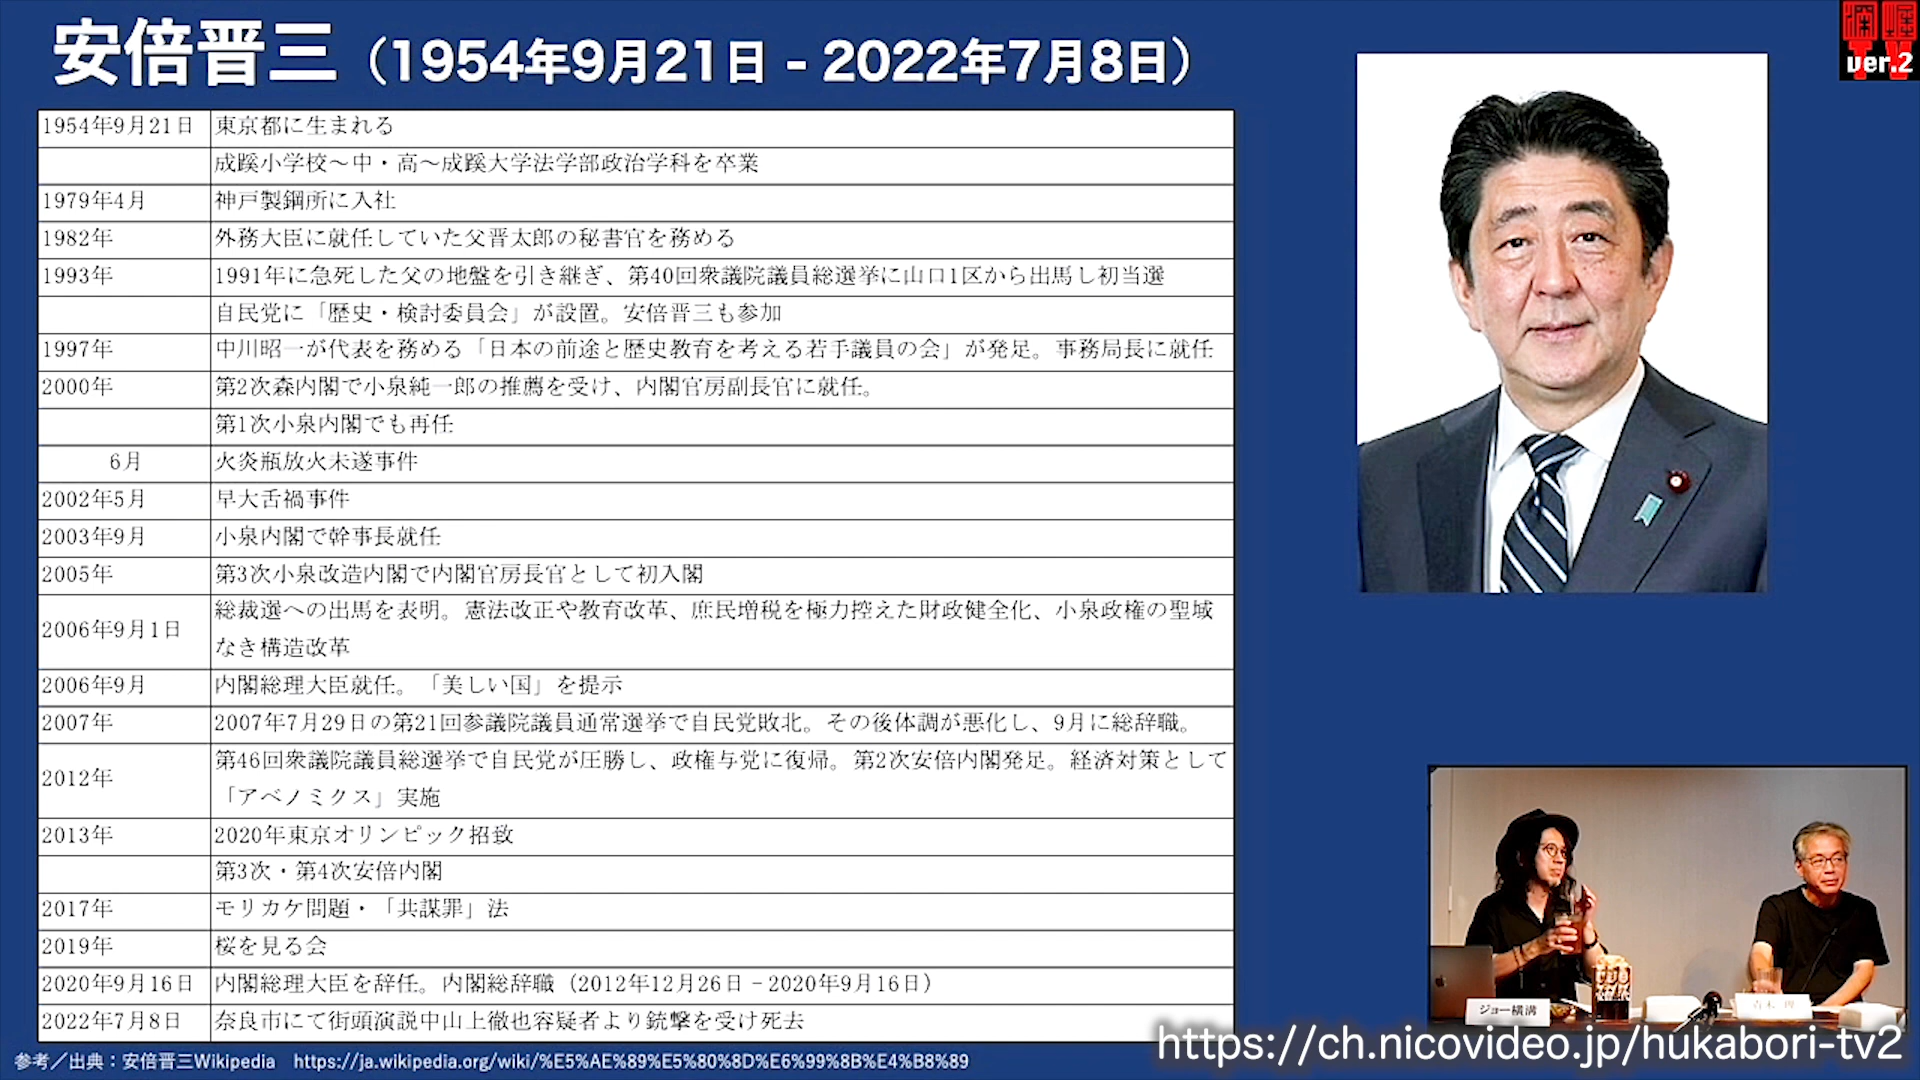 安倍晋三（1954年9月21日 - 2022年7月8日）
ver.2
1954年9月21日 東京都に生まれる
成蹊小学校～中・高～成蹊大学法学部政治学科を卒業
1979年4月 神戸製鋼所に入社
1982年 外務大臣に就任していた父晋太郎の秘書官を務める
1993年 1991年に急死した父の地盤を引き継ぎ、第40回衆議院議員総選挙に山口1区から出馬し初当選
自民党に「歴史・検討委員会」が設置。安倍晋三も参加
1997年 中川昭一が代表を務める「日本の前途と歴史教育を考える若手議員の会」が発足。事務局長に就任
2000年 第2次森内閣で小泉純一郎の推薦を受け、内閣官房副長官に就任。
第1次小泉内閣でも再任
6月 火炎瓶放火未遂事件
2002年5月 早大舌禍事件
2003年9月 小泉内閣で幹事長就任
2005年 第3次小泉改造内閣で内閣官房長官として初入閣
2006年9月1日 総裁選への出馬を表明。憲法改正や教育改革、庶民増税を極力控えた財政健全化、小泉政権の聖域
なき構造改革
2006年9月 内閣総理大臣就任。「美しい国」を提示
2007年 2007年7月29日の第21回参議院議員通常選挙で自民党敗北。その後体調が悪化し、9月に総辞職。
2012年 第46回衆議院議員総選挙で自民党が圧勝し、政権与党に復帰。第2次安倍内閣発足。経済対策として
「アベノミクス」実施
2013年 2020年東京オリンピック招致
第3次・第4次安倍内閣
2017年 モリカケ問題・「共謀罪」法
2019年 桜を見る会
2020年9月16日 内閣総理大臣を辞任。内閣総辞職（2012年12月26日－2020年9月16日）
2022年7月8日 奈良市にて街頭演説中山上徹也容疑者より銃撃を受け死去
ジョー横溝
参考／出典：安倍晋三Wikipedia https://ja.wikipedia.org/wiki/%E5%AE%89%E5%80%8D%E6%99%8B%E4%B8%89
https://ch.nicovideo.jp/hukabori-tv2